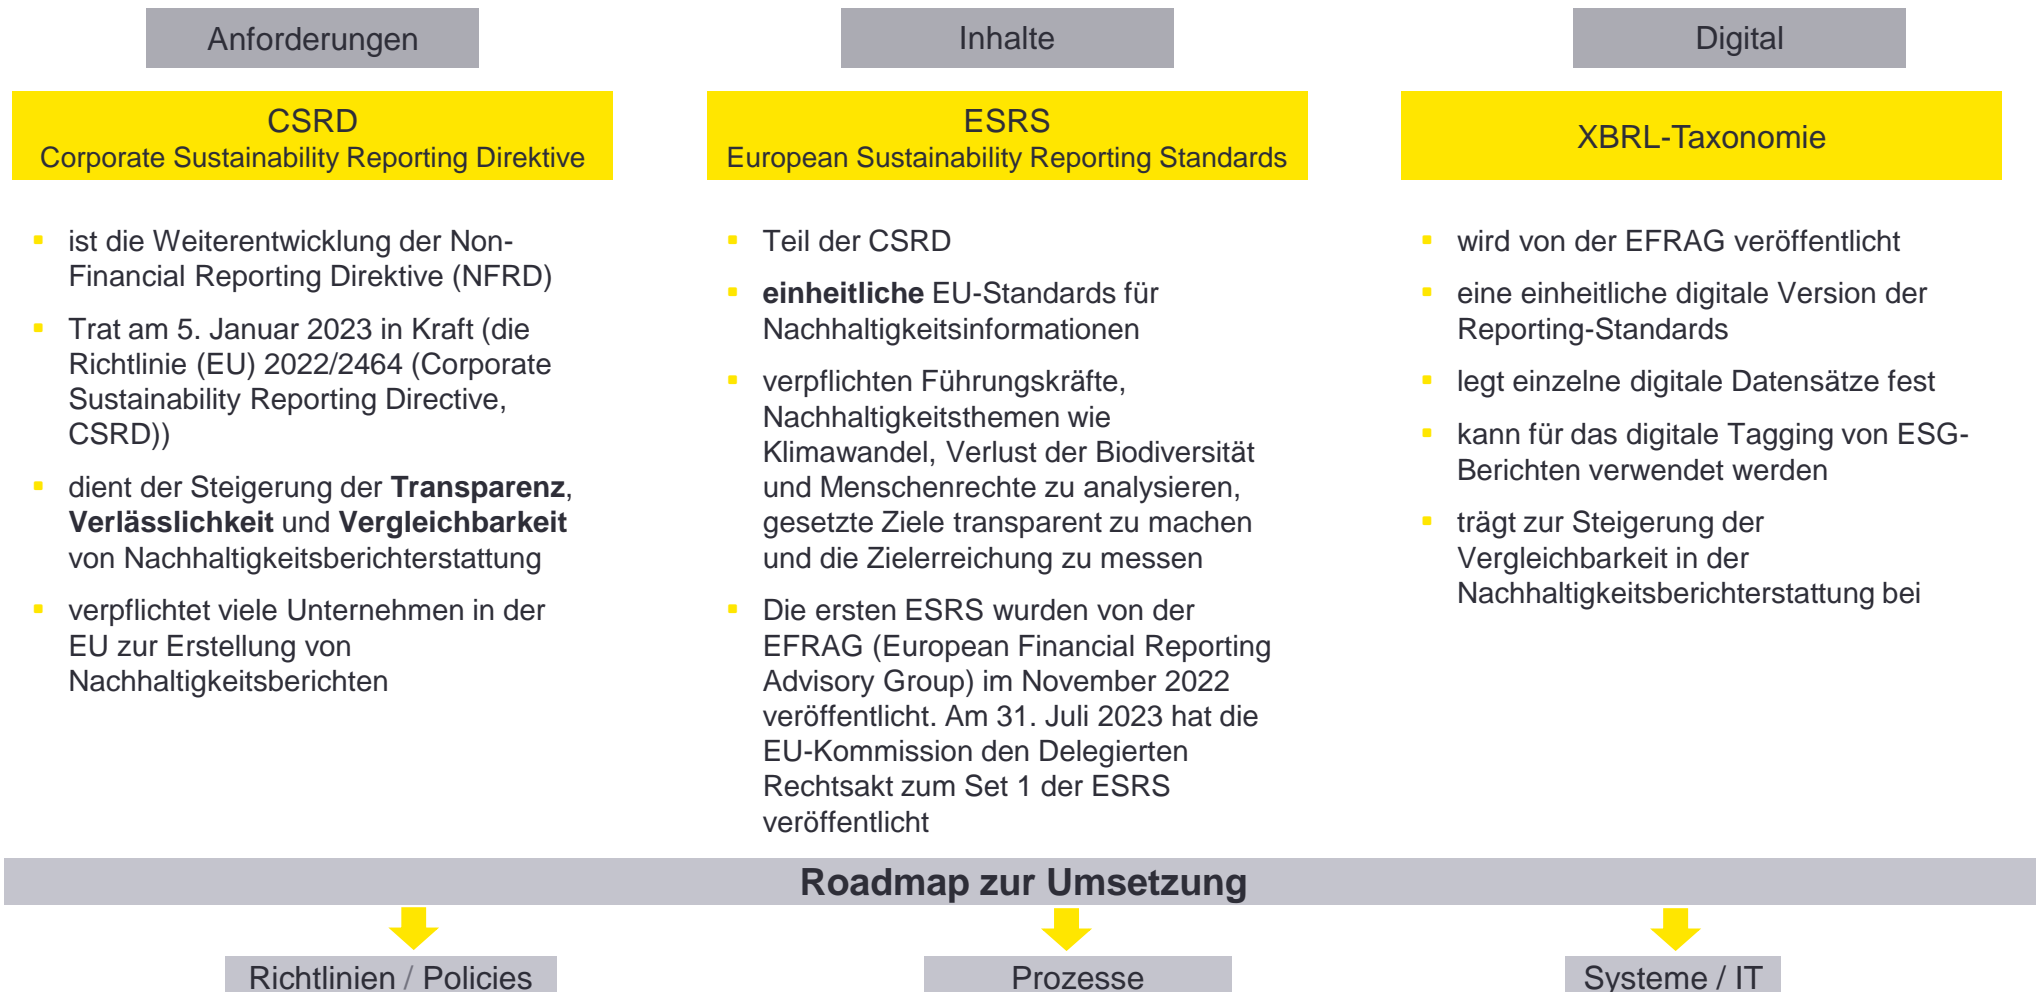 Anforderungen
CSRD
Corporate Sustainability Reporting Direktive
ist die Weiterentwicklung der Non-
Financial Reporting Direktive (NFRD)
Trat am 5. Januar 2023 in Kraft (die
Richtlinie (EU) 2022/2464 (Corporate
Sustainability Reporting Directive,
CSRD))
dient der Steigerung der Transparenz,
Verlässlichkeit und Vergleichbarkeit
von Nachhaltigkeitsberichterstattung
verpflichtet viele Unternehmen in der
EU zur Erstellung von
Nachhaltigkeitsberichten
Inhalte
ESRS
European Sustainability Reporting Standards
Teil der CSRD
einheitliche EU-Standards für
Nachhaltigkeitsinformationen
verpflichten Führungskräfte,
Nachhaltigkeitsthemen wie
Klimawandel, Verlust der Biodiversität
und Menschenrechte zu analysieren,
gesetzte Ziele transparent zu machen
und die Zielerreichung zu messen
Die ersten ESRS wurden von der
EFRAG (European Financial Reporting
Advisory Group) im November 2022
veröffentlicht. Am 31. Juli 2023 hat die
EU-Kommission den Delegierten
Rechtsakt zum Set 1 der ESRS
veröffentlicht
Digital
XBRL-Taxonomie
wird von der EFRAG veröffentlicht
eine einheitliche digitale Version der
Reporting-Standards
legt einzelne digitale Datensätze fest
kann für das digitale Tagging von ESG-
Berichten verwendet werden
trägt zur Steigerung der
Vergleichbarkeit in der
Nachhaltigkeitsberichterstattung bei
Roadmap zur Umsetzung
Richtlinien / Policies
Prozesse
Systeme / IT